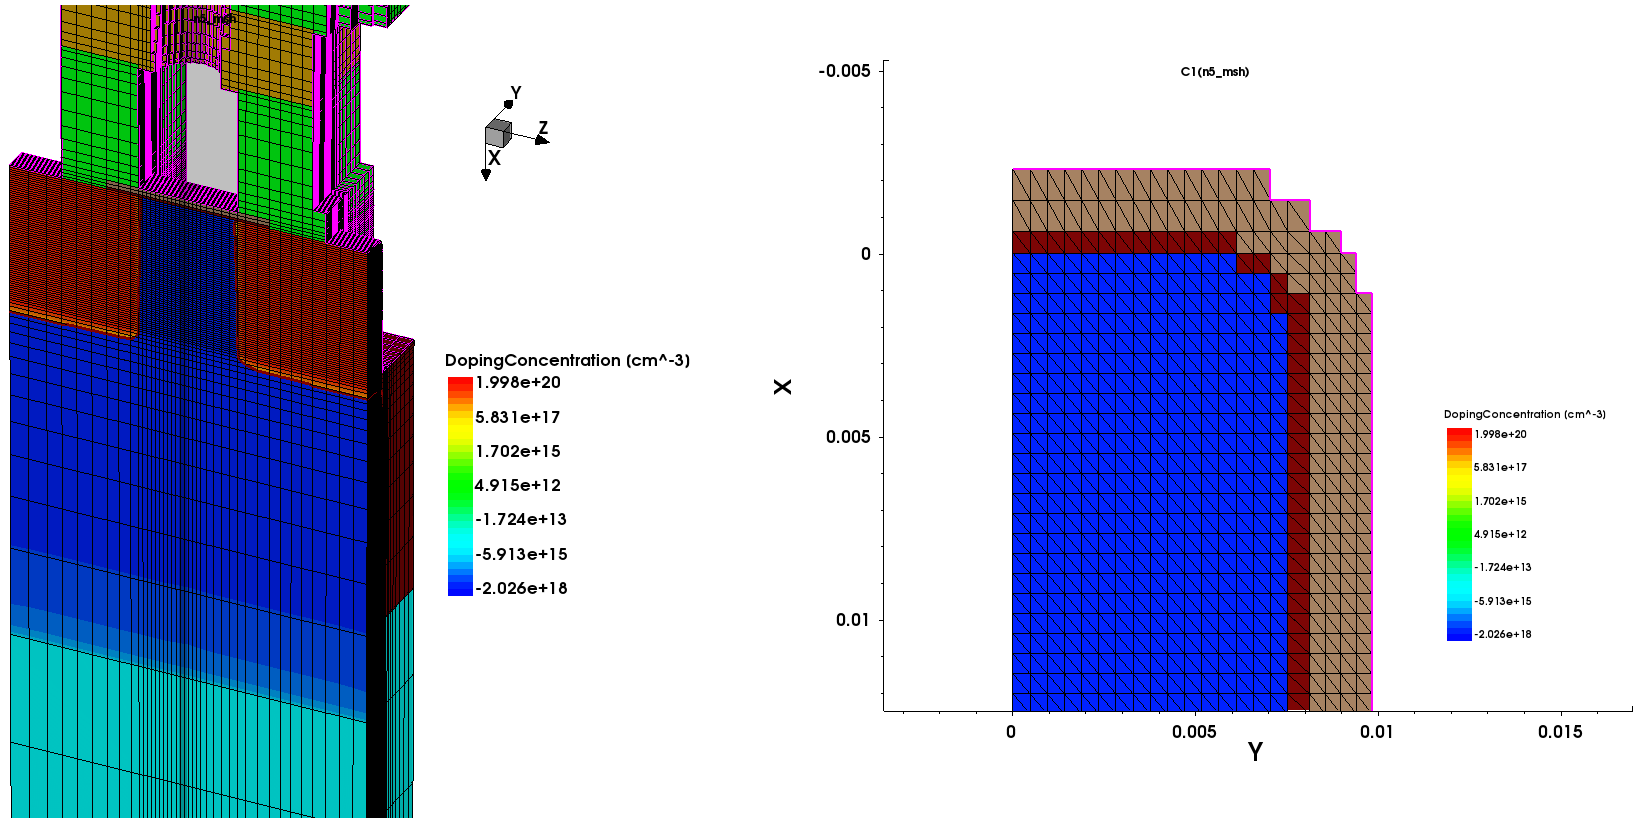 n5_msh
Y
Z
X
DopingConcentration (cm^-3)
1.998e+20
5.831e+17
1.702e+15
4.915e+12
-1.724e+13
-5.913e+15
-2.026e+18
C1(n5_msh)
-0.005
0
0.005
0.01
X
0
0.005
0.01
0.015
Y
DopingConcentration (cm^-3)
1.998e+20
5.831e+17
1.702e+15
4.915e+12
-1.724e+13
-5.913e+15
-2.026e+18